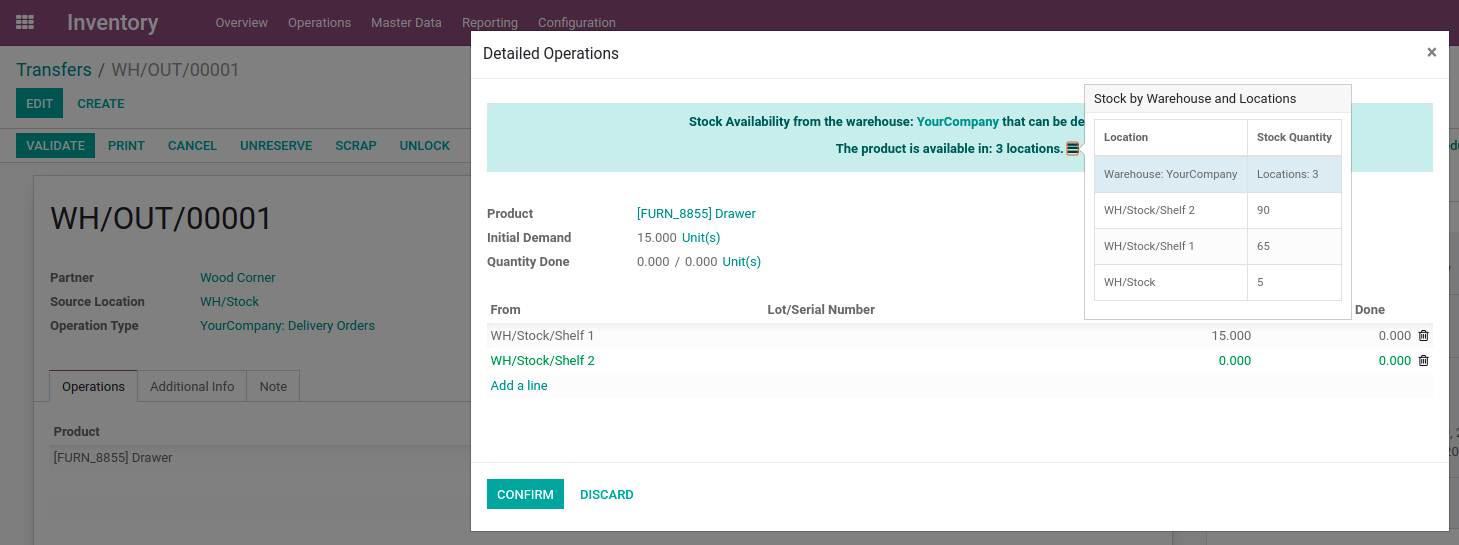 Inventory Overview Operations Master Data Reporting Configuration
Transfers / WH/OUT/00001
EDIT CREATE
VALIDATE PRINT CANCEL UNRESERVE SCRAP UNLOCK
WH/OUT/00001
Partner Wood Corner
Source Location WH/Stock
Operation Type YourCompany: Delivery Orders
Operations Additional Info Note
Product
[FURN_8855] Drawer
Detailed Operations ×
Stock Availability from the warehouse: YourCompany that can be de
The product is available in: 3 locations.
Stock by Warehouse and Locations
Location Stock Quantity
Warehouse: YourCompany Locations: 3
WH/Stock/Shelf 2 90
WH/Stock/Shelf 1 65
WH/Stock 5
Product [FURN_8855] Drawer
Initial Demand 15.000 Unit(s)
Quantity Done 0.000 / 0.000 Unit(s)
From Lot/Serial Number Done
WH/Stock/Shelf 1 15.000 0.000
WH/Stock/Shelf 2 0.000 0.000
Add a line
CONFIRM DISCARD